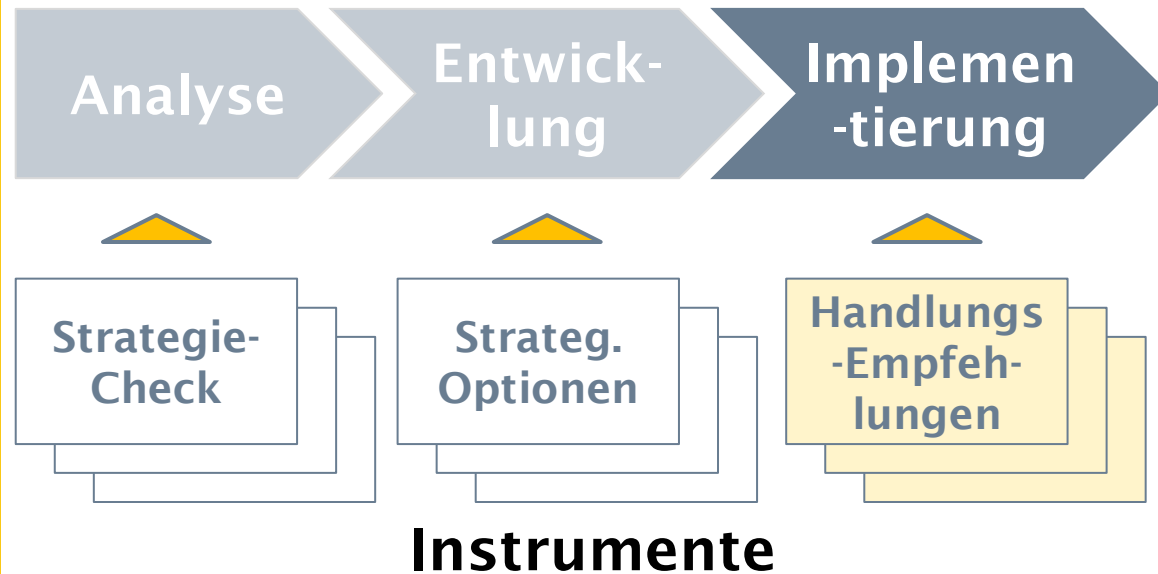 Analyse
Entwick-
lung
Implemen
-tierung
Strategie-
Check
Strateg.
Optionen
Handlungs
-Empfeh-
lungen
Instrumente